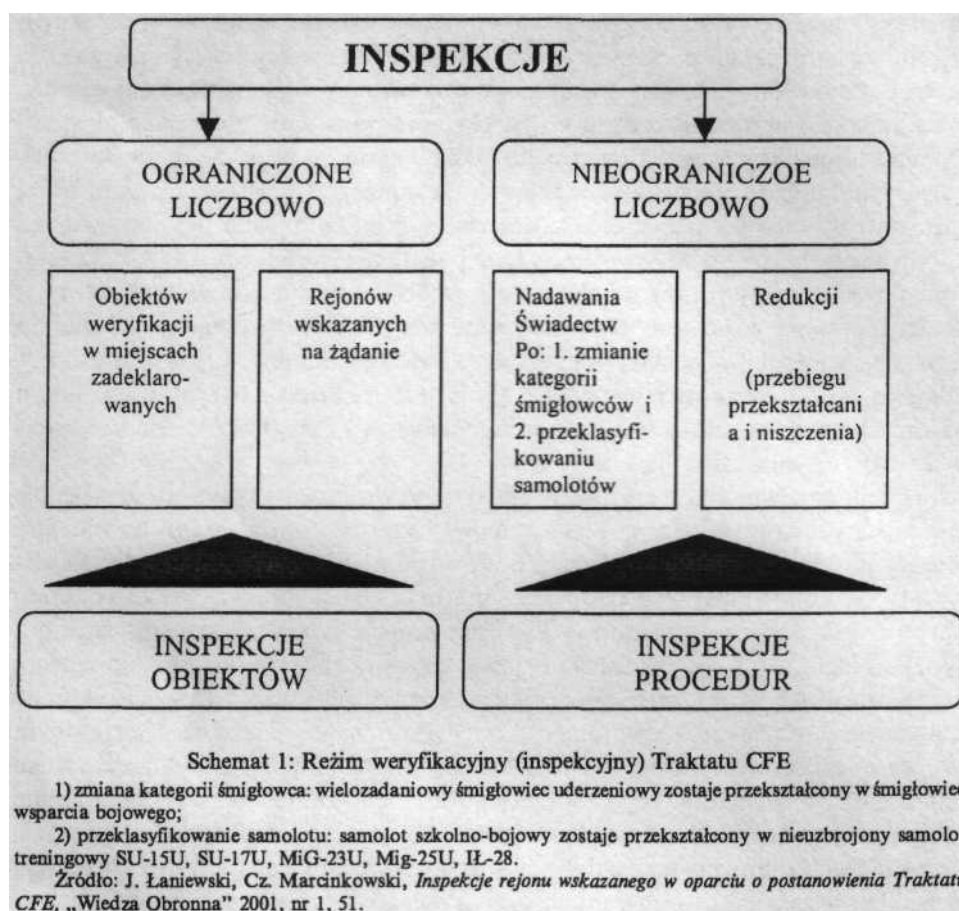 INSPEKCJE
OGRANICZONE
LICZBOWO
NIEOGRANICZOE
LICZBOWO
Obiektów
weryfikacji
w miejscach
zadeklaro-
wanych
Rejonów
wskazanych
na żądanie
Nadawania
Świadectw
Po: 1. zmianie
kategorii
śmigłowców i
2. przeklasyfi-
kowaniu
samolotów
Redukcji
(przebiegu
przekształcani
a i niszczenia)
INSPEKCJE
OBIEKTÓW
INSPEKCJE
PROCEDUR
Schemat 1: Reżim weryfikacyjny (inspekcyjny) Traktatu CFE
1) zmiana kategorii śmigłowca: wielozadaniowy śmigłowiec uderzeniowy zostaje przekształcony w śmigłowiec
wsparcia bojowego;
2) przeklasyfikowanie samolotu: samolot szkolno-bojowy zostaje przekształcony w nieuzbrojony samolo
treningowy SU-15U, SU-17U, MiG-23U, Mig-25U, IŁ-28.
Źródło: J. Łaniewski, Cz. Marcinkowski, Inspekcje rejonu wskazanego w oparciu o postanowienia Traktatu
CFE, „Wiedza Obronna” 2001, nr 1, 51.